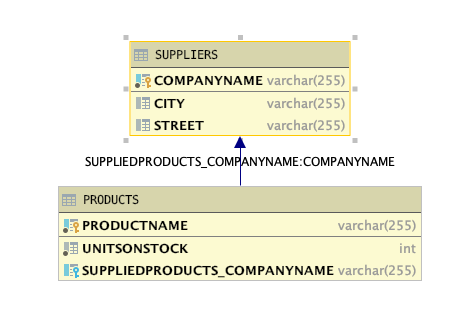 SUPPLIERS
COMPANYNAME varchar(255)
CITY varchar(255)
STREET varchar(255)
SUPPLIEDPRODUCTS_COMPANYNAME:COMPANYNAME
PRODUCTS
PRODUCTNAME varchar(255)
UNITSONSTOCK int
SUPPLIEDPRODUCTS_COMPANYNAME varchar(255)